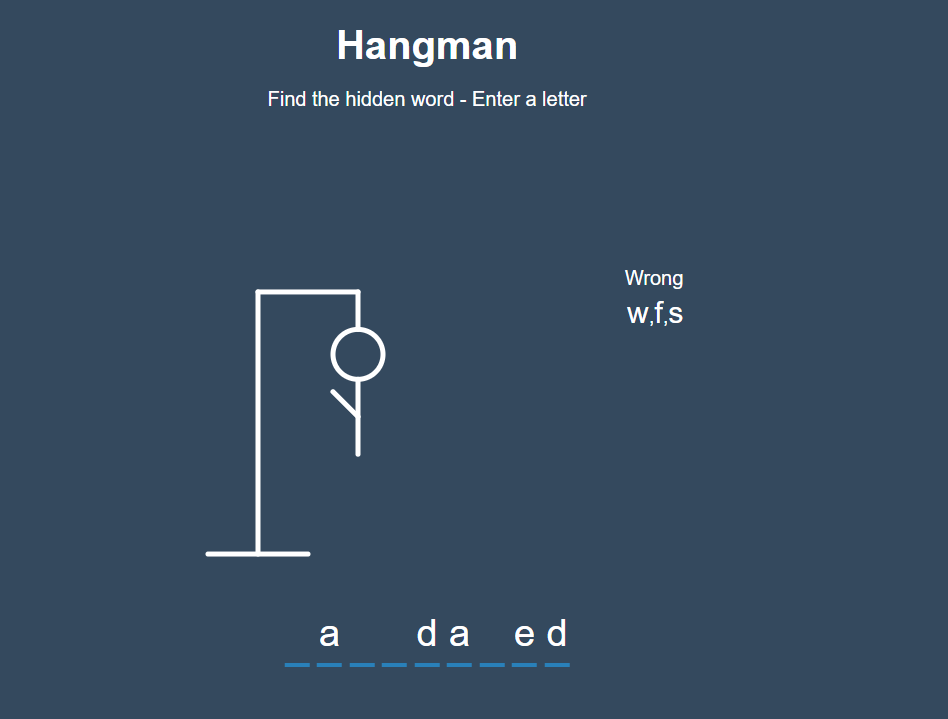 Hangman
Find the hidden word - Enter a letter
Wrong
w,f,s
_ a _ _ d a _ e d